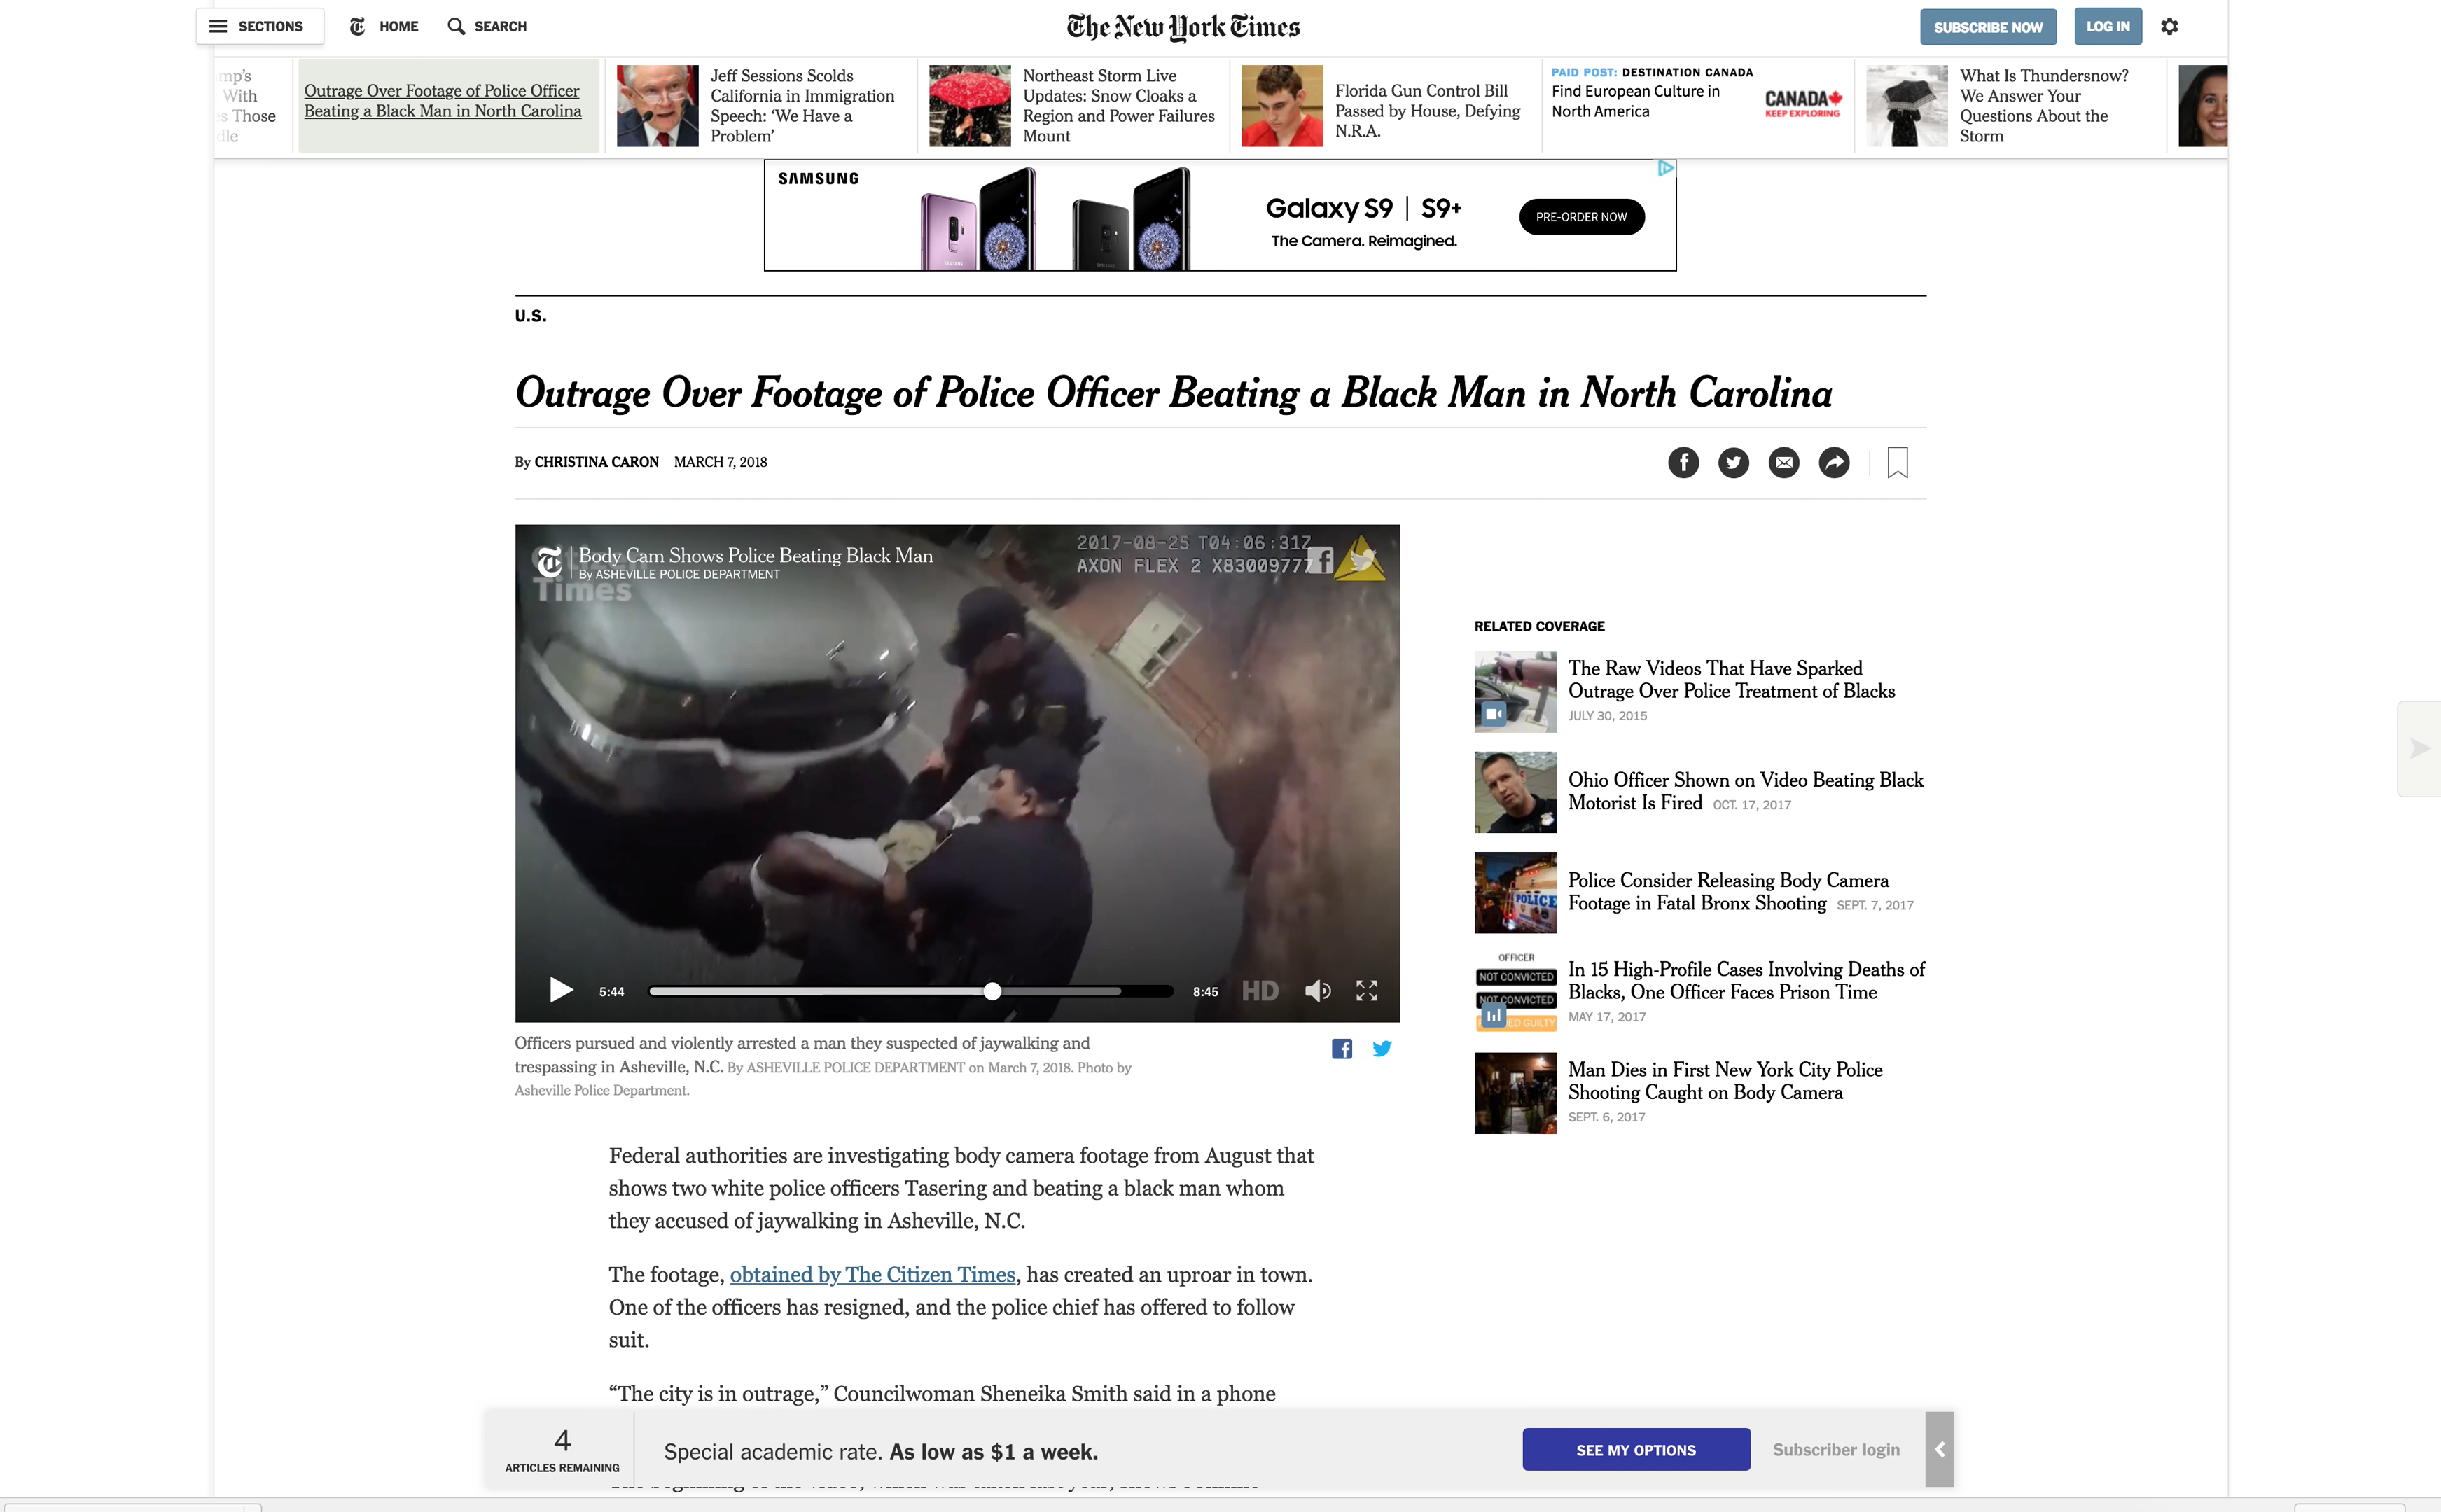 SECTIONS
HOME
SEARCH
The New York Times
SUBSCRIBE NOW
LOG IN
mp's
With
s Those
dle
Outrage Over Footage of Police Officer
Beating a Black Man in North Carolina
Jeff Sessions Scolds
California in Immigration
Speech: ‘We Have a
Problem’
Northeast Storm Live
Updates: Snow Cloaks a
Region and Power Failures
Mount
Florida Gun Control Bill
Passed by House, Defying
N.R.A.
PAID POST: DESTINATION CANADA
Find European Culture in
North America
CANADA
KEEP EXPLORING
What Is Thundersnow?
We Answer Your
Questions About the
Storm
SAMSUNG
Galaxy S9 | S9+
The Camera. Reimagined.
PRE-ORDER NOW
U.S.
Outrage Over Footage of Police Officer Beating a Black Man in North Carolina
By CHRISTINA CARON MARCH 7, 2018
Body Cam Shows Police Beating Black Man
By ASHEVILLE POLICE DEPARTMENT
Times
2017-08-25 T04:06:31Z
AXON FLEX 2 X83009777
5:44
8:45
HD
Officers pursued and violently arrested a man they suspected of jaywalking and
trespassing in Asheville, N.C. By ASHEVILLE POLICE DEPARTMENT on March 7, 2018. Photo by
Asheville Police Department.
Federal authorities are investigating body camera footage from August that
shows two white police officers Tasering and beating a black man whom
they accused of jaywalking in Asheville, N.C.
The footage, obtained by The Citizen Times, has created an uproar in town.
One of the officers has resigned, and the police chief has offered to follow
suit.
“The city is in outrage,” Councilwoman Sheneika Smith said in a phone
RELATED COVERAGE
The Raw Videos That Have Sparked
Outrage Over Police Treatment of Blacks
JULY 30, 2015
Ohio Officer Shown on Video Beating Black
Motorist Is Fired OCT. 17, 2017
POLICE
Police Consider Releasing Body Camera
Footage in Fatal Bronx Shooting SEPT. 7, 2017
OFFICER
NOT CONVICTED
NOT CONVICTED
ED GUILTY
In 15 High-Profile Cases Involving Deaths of
Blacks, One Officer Faces Prison Time
MAY 17, 2017
Man Dies in First New York City Police
Shooting Caught on Body Camera
SEPT. 6, 2017
4
ARTICLES REMAINING
Special academic rate. As low as $1 a week.
SEE MY OPTIONS
Subscriber login